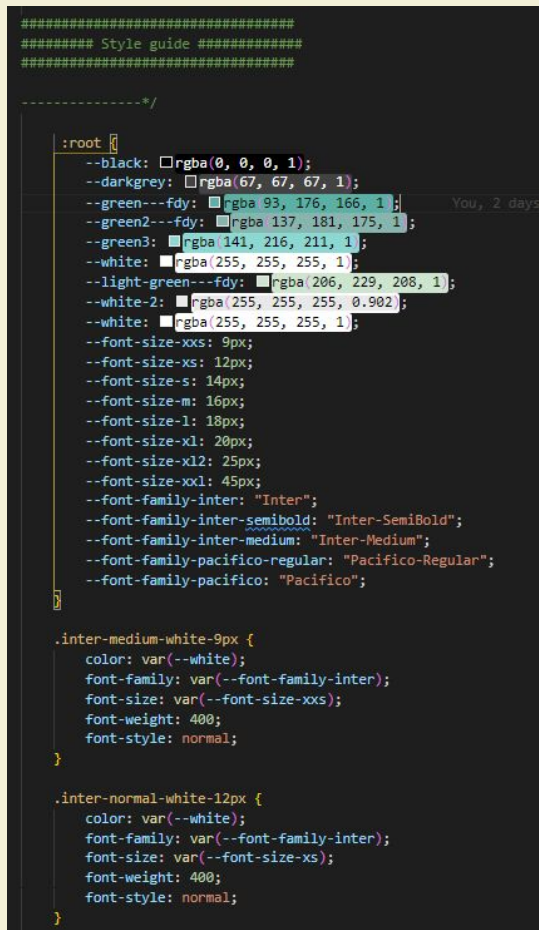 ##################################
######### Style guide #############
##################################
---------------*/
:root {
--black: rgba(0, 0, 0, 1);
--darkgrey: rgba(67, 67, 67, 1);
--green---fdy: rgba(93, 176, 166, 1); You, 2 days
--green2---fdy: rgba(137, 181, 175, 1);
--green3: rgba(141, 216, 211, 1);
--white: rgba(255, 255, 255, 1);
--light-green---fdy: rgba(206, 229, 208, 1);
--white-2: rgba(255, 255, 255, 0.902);
--white: rgba(255, 255, 255, 1);
--font-size-xxs: 9px;
--font-size-xs: 12px;
--font-size-s: 14px;
--font-size-m: 16px;
--font-size-l: 18px;
--font-size-xl: 20px;
--font-size-xl2: 25px;
--font-size-xxl: 45px;
--font-family-inter: "Inter";
--font-family-inter-semibold: "Inter-SemiBold";
--font-family-inter-medium: "Inter-Medium";
--font-family-pacifico-regular: "Pacifico-Regular";
--font-family-pacifico: "Pacifico";
}
.inter-medium-white-9px {
color: var(--white);
font-family: var(--font-family-inter);
font-size: var(--font-size-xxs);
font-weight: 400;
font-style: normal;
}
.inter-normal-white-12px {
color: var(--white);
font-family: var(--font-family-inter);
font-size: var(--font-size-xs);
font-weight: 400;
font-style: normal;
}